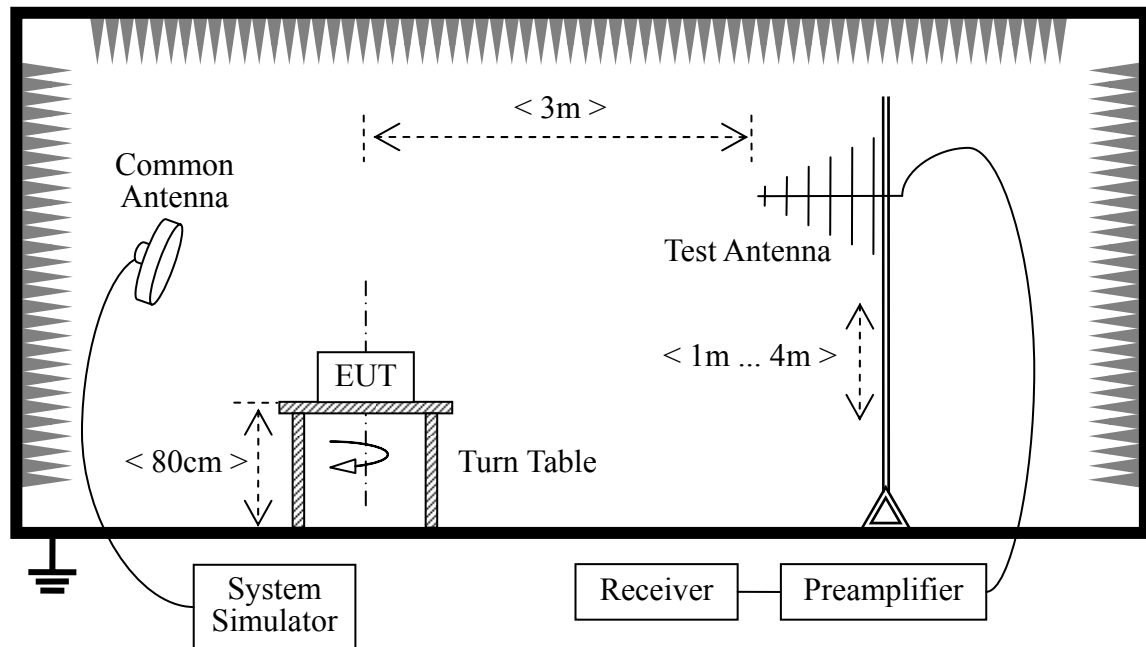 < 3m >
Common
Antenna
Test Antenna
< 1m ... 4m >
EUT
< 80cm >
Turn Table
System
Simulator
Receiver
Preamplifier